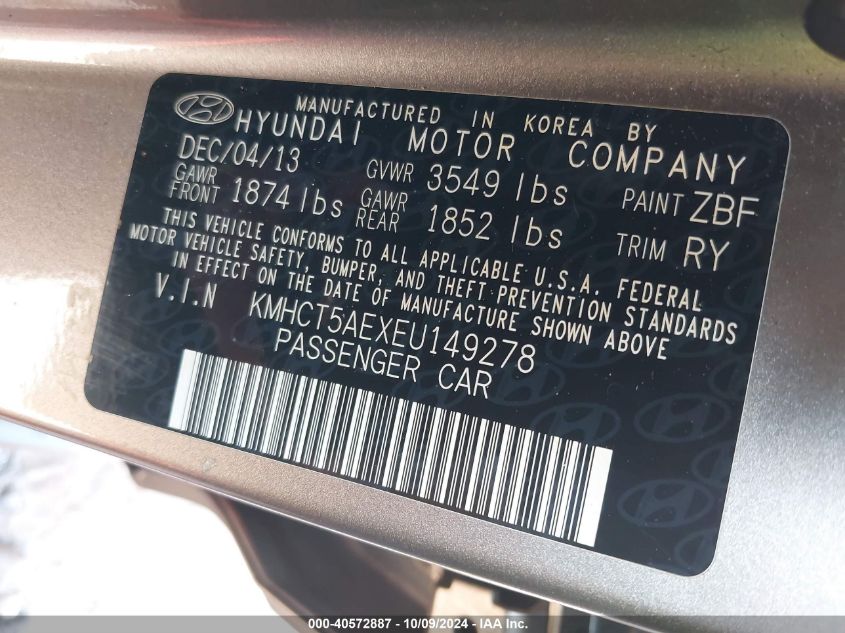 MANUFACTURED IN KOREA BY
HYUNDAI MOTOR COMPANY
DEC/04/13 GVWR 3549 lbs PAINT ZBF
GAWR FRONT 1874 lbs GAWR REAR 1852 lbs TRIM RY
THIS VEHICLE CONFORMS TO ALL APPLICABLE U.S.A. FEDERAL
MOTOR VEHICLE SAFETY, BUMPER, AND THEFT PREVENTION STANDARDS
IN EFFECT ON THE DATE OF MANUFACTURE SHOWN ABOVE
V.I.N KMHCT5AEXEU149278
PASSENGER CAR
000-40572887 - 10/09/2024 - IAA Inc.